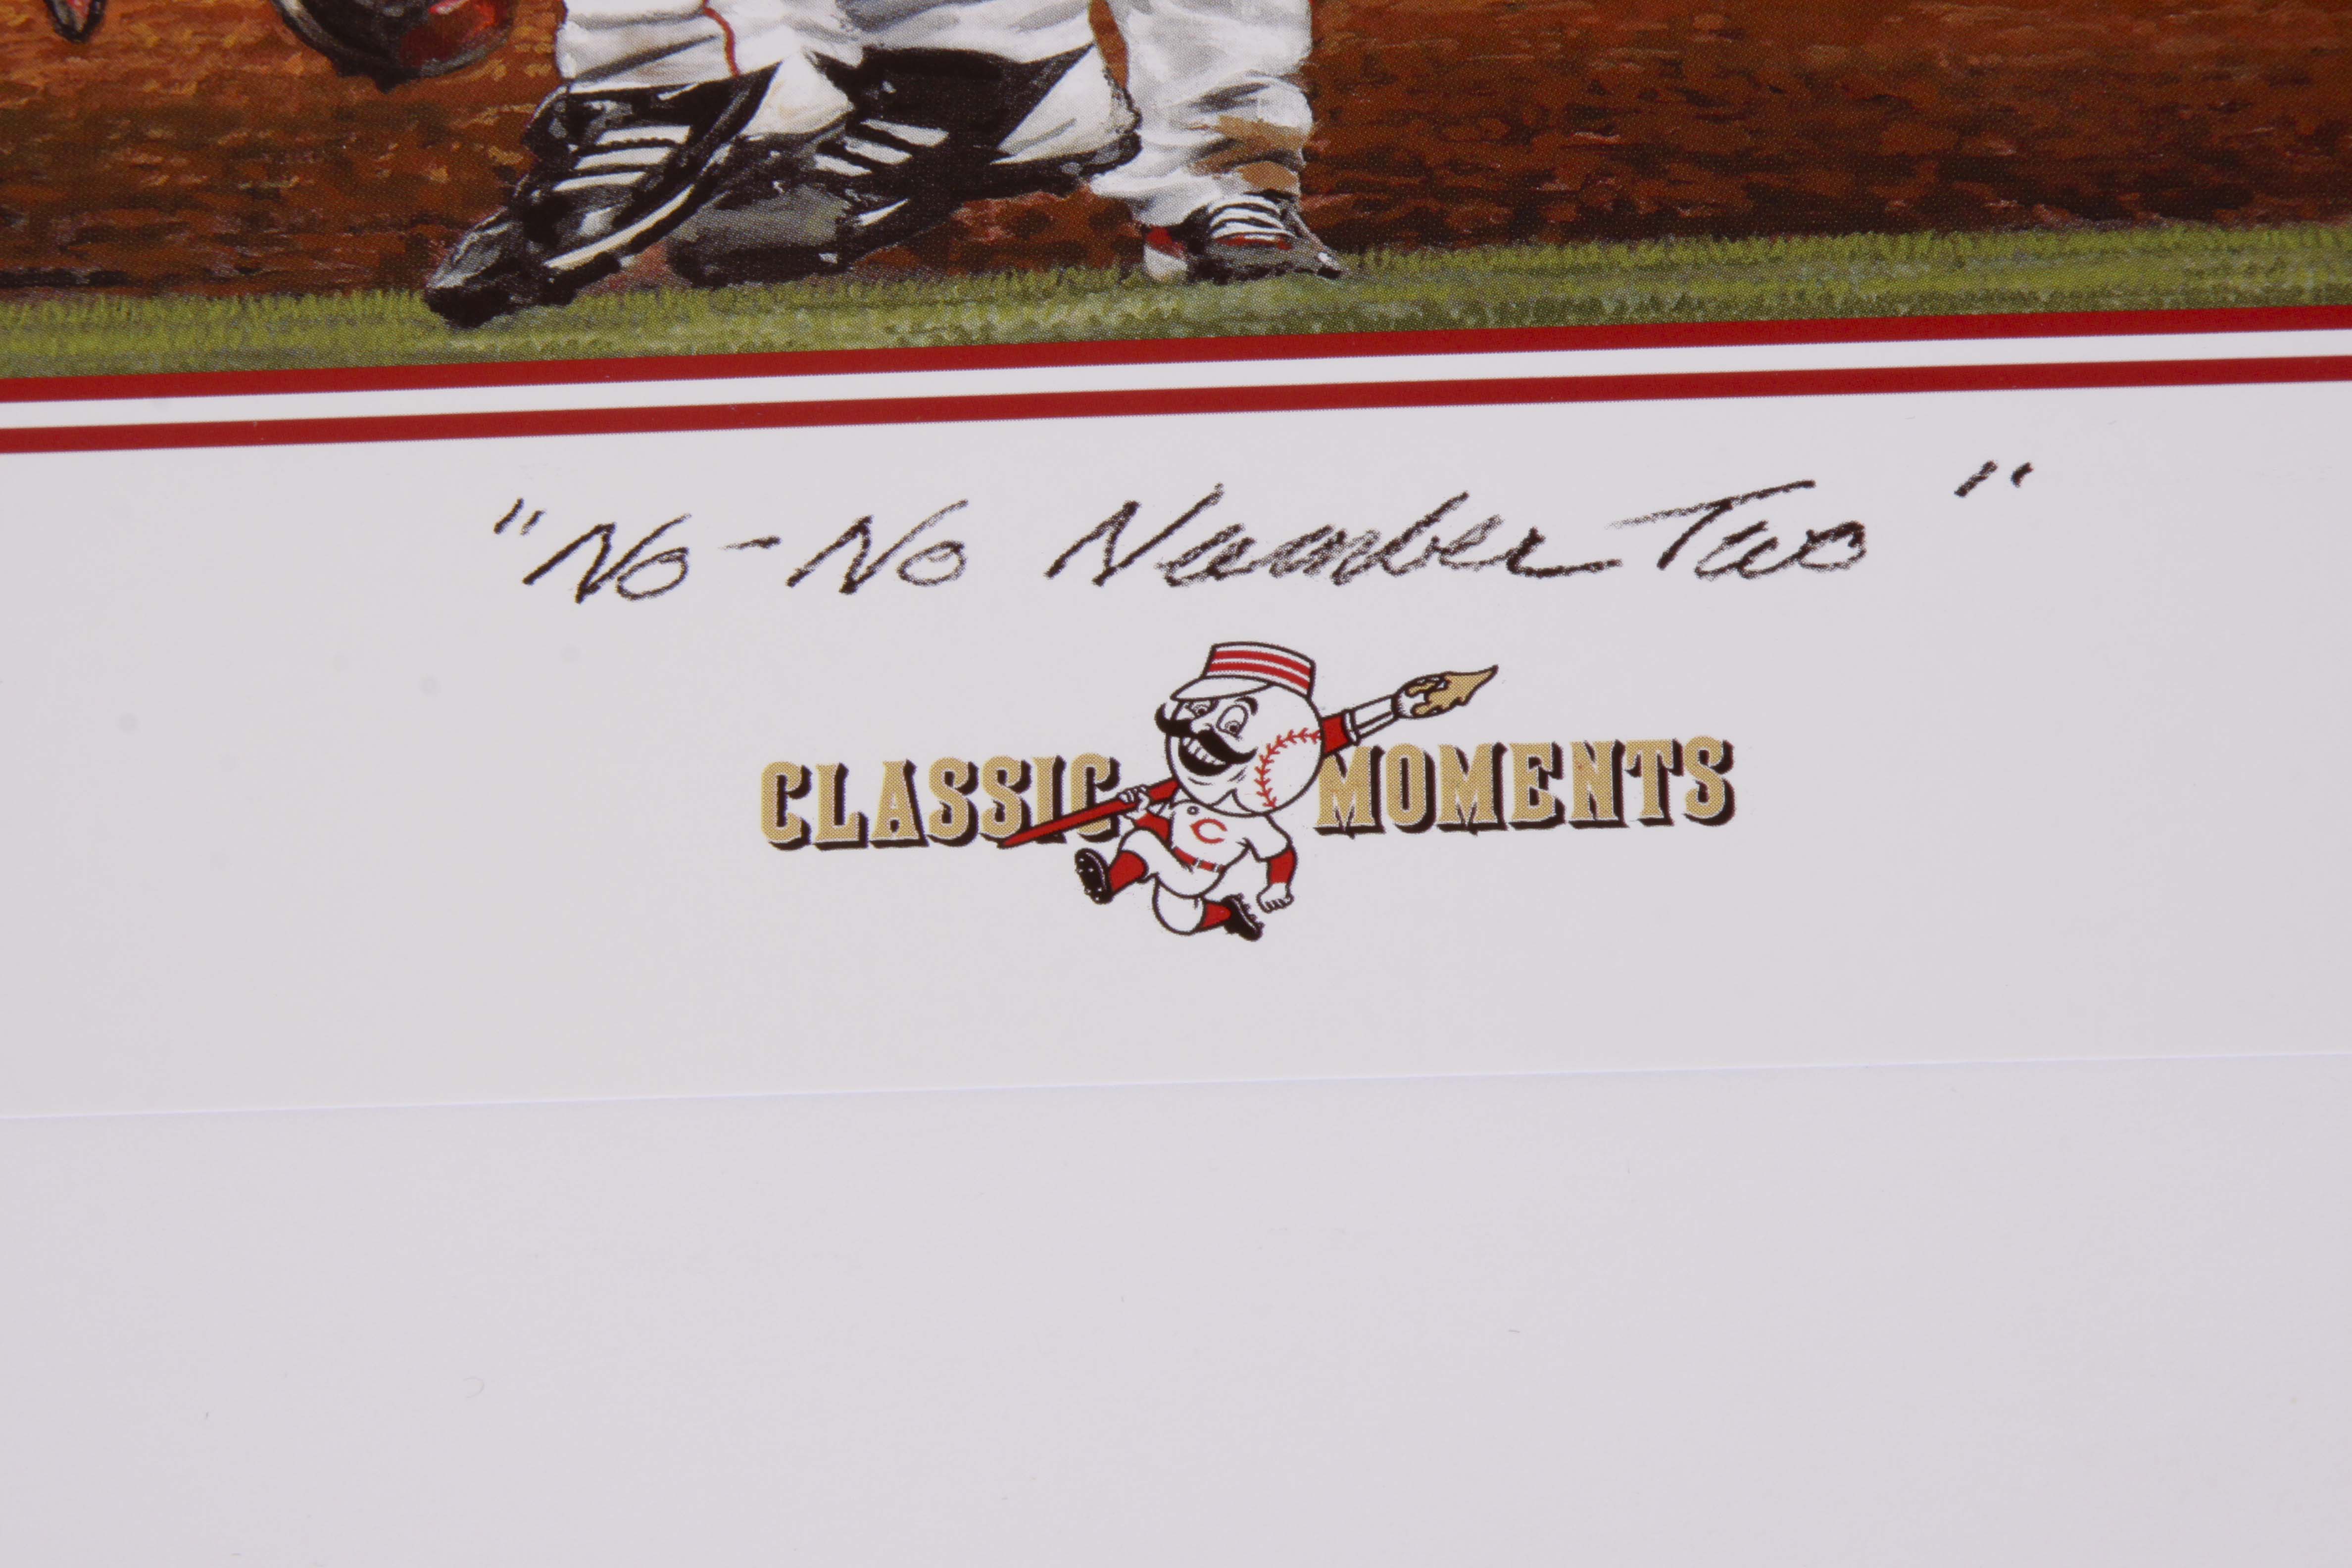 "No-No Number Two"
CLASSIC MOMENTS
C